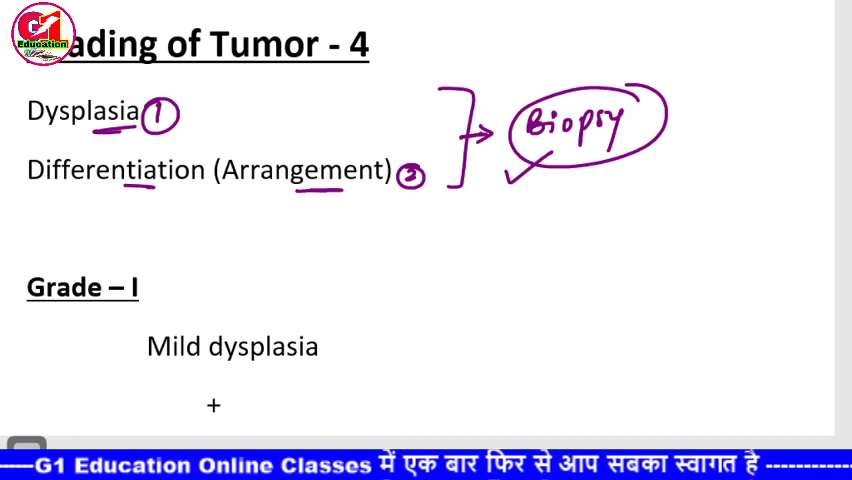 G1
Education
ading of Tumor - 4
Dysplasia 1
Differentiation (Arrangement) 2
Biopsy
Grade – I
Mild dysplasia
+
-----G1 Education Online Classes में एक बार फिर से आप सबका स्वागत है ------------